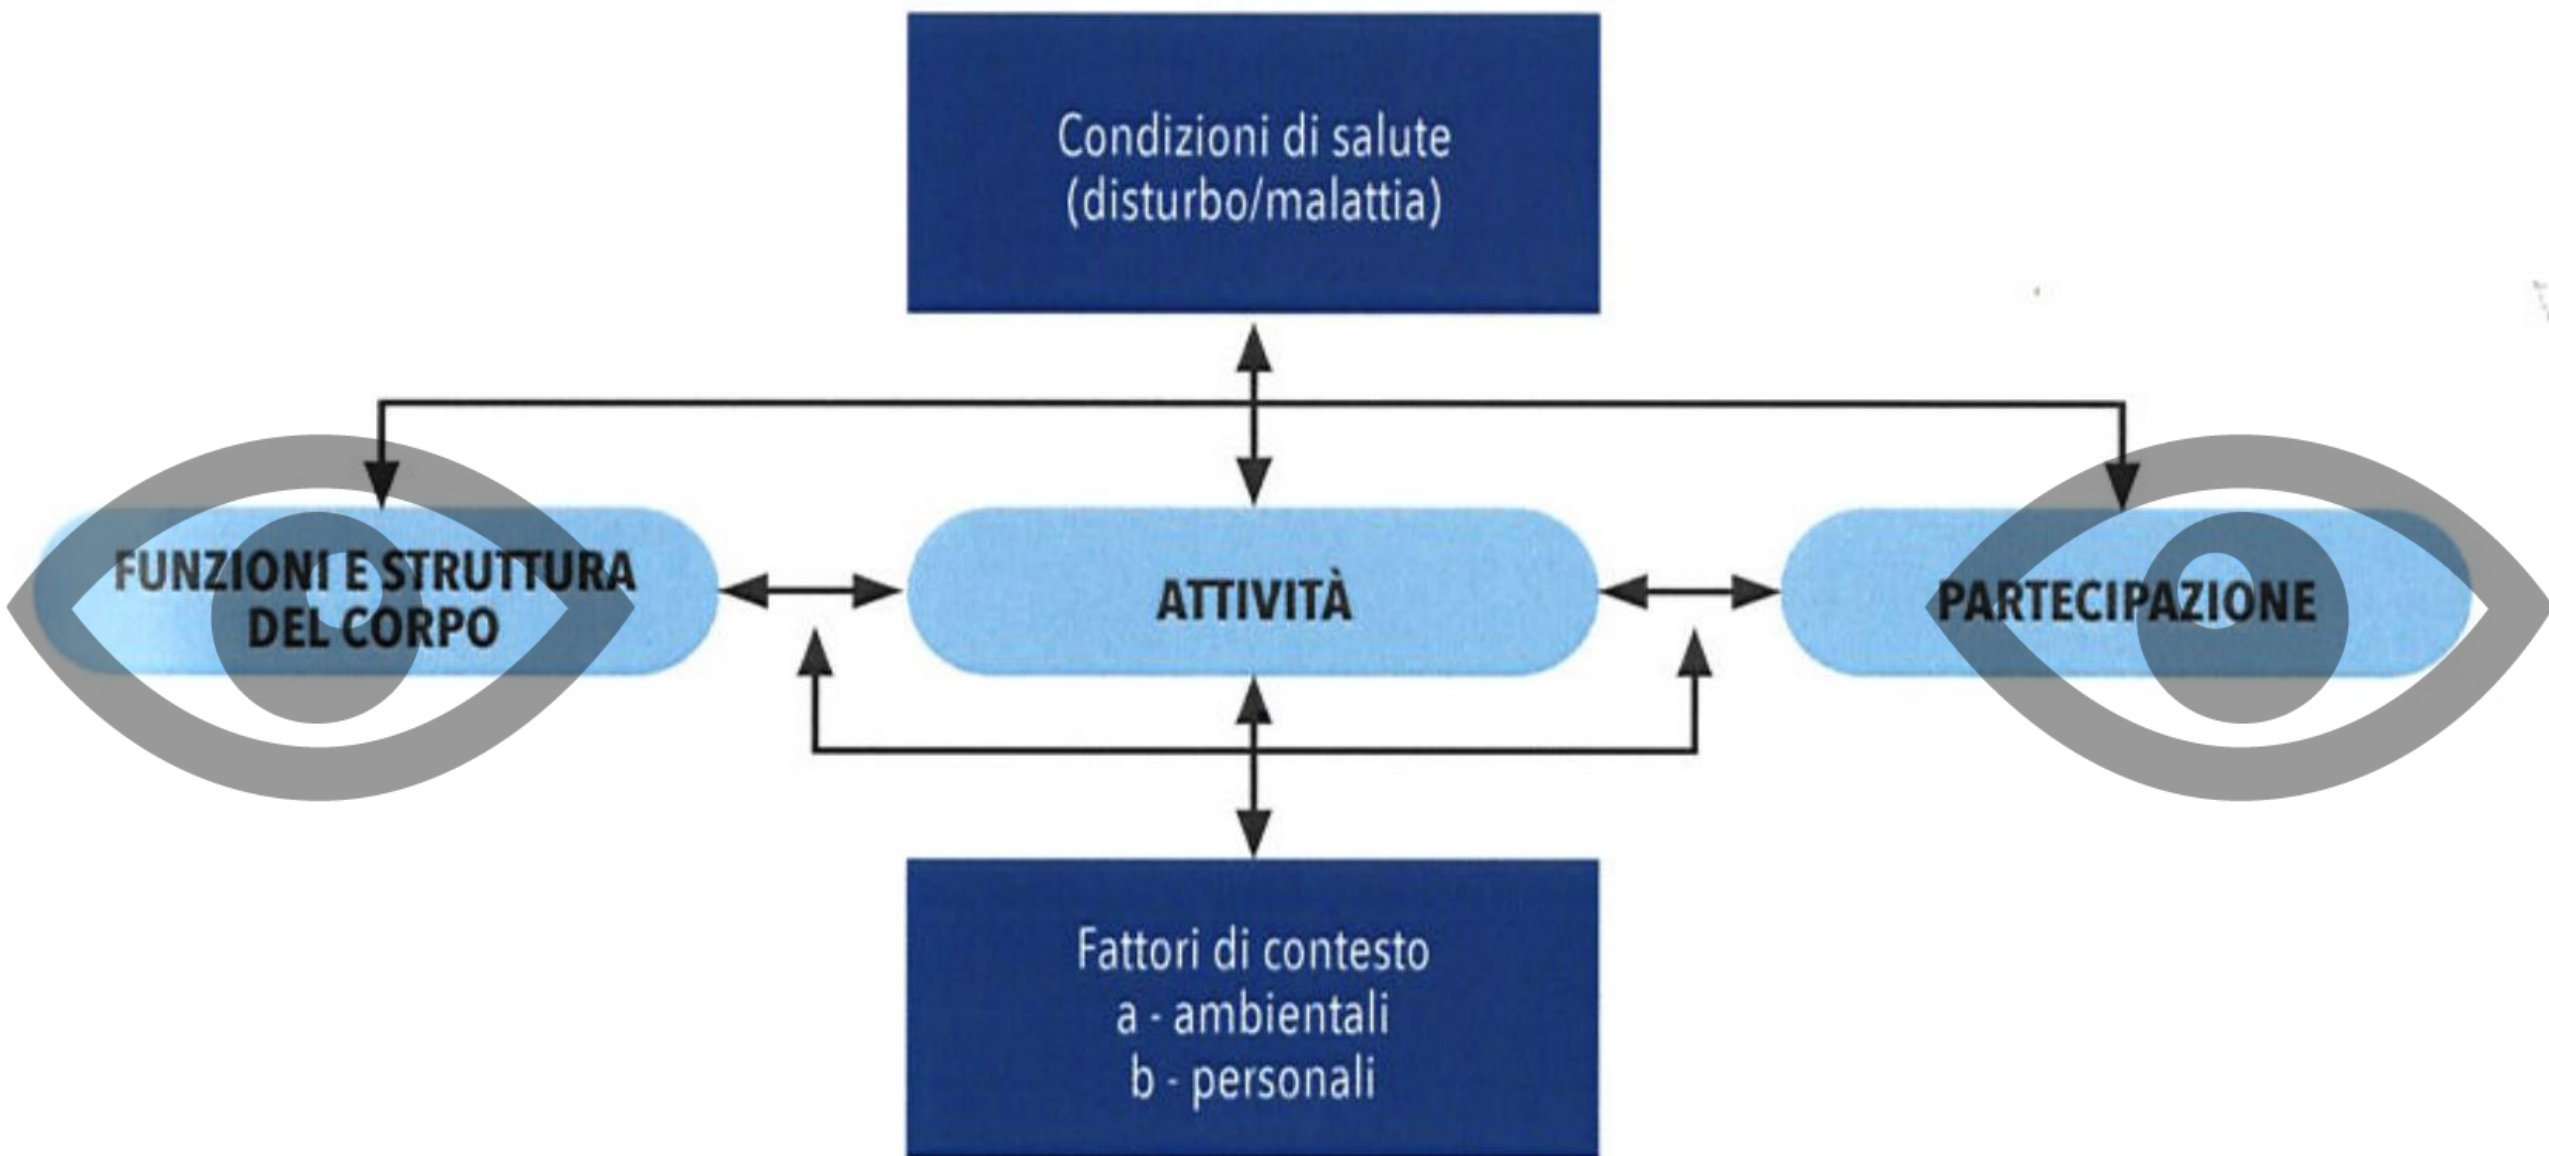 Condizioni di salute
(disturbo/malattia)
FUNZIONI E STRUTTURA
DEL CORPO
ATTIVITÀ
PARTECIPAZIONE
Fattori di contesto
a - ambientali
b - personali